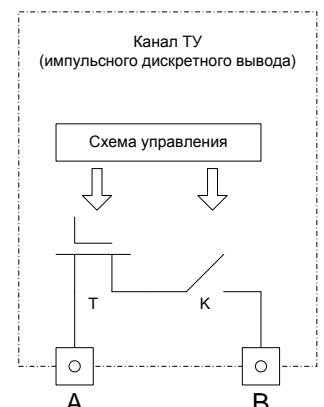 Канал ТУ
(импульсного дискретного вывода)
Схема управления
T K
A B